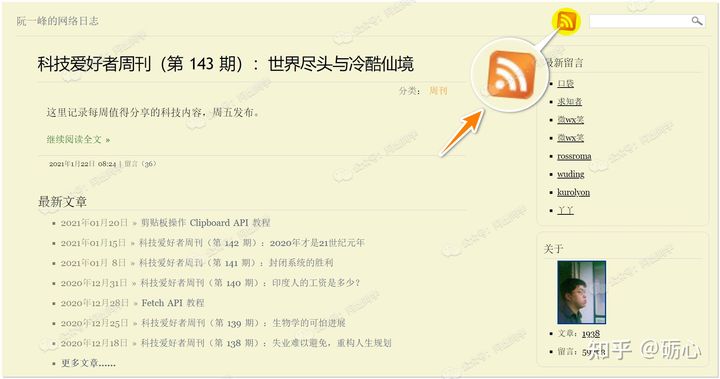 阮一峰的网络日志
科技爱好者周刊（第 143 期）：世界尽头与冷酷仙境
分类： 周刊
这里记录每周值得分享的科技内容，周五发布。
继续阅读全文 »
2021年1月22日 08:24 | 留言（36）
最新文章
2021年01月20日 » 剪贴板操作 Clipboard API 教程
2021年01月15日 » 科技爱好者周刊（第 142 期）：2020年才是21世纪元年
2021年01月 8日 » 科技爱好者周刊（第 141 期）：封闭系统的胜利
2020年12月31日 » 科技爱好者周刊（第 140 期）：印度人的工资是多少？
2020年12月28日 » Fetch API 教程
2020年12月25日 » 科技爱好者周刊（第 139 期）：生物学的可怕进展
2020年12月18日 » 科技爱好者周刊（第 138 期）：失业难以避免，重构人生规划
更多文章......
最新留言
口袋
求知者
微wx笑
微wx笑
rossroma
wuding
kurolyon
丫丫
关于
文章：1938
留言：
知乎 @砺心